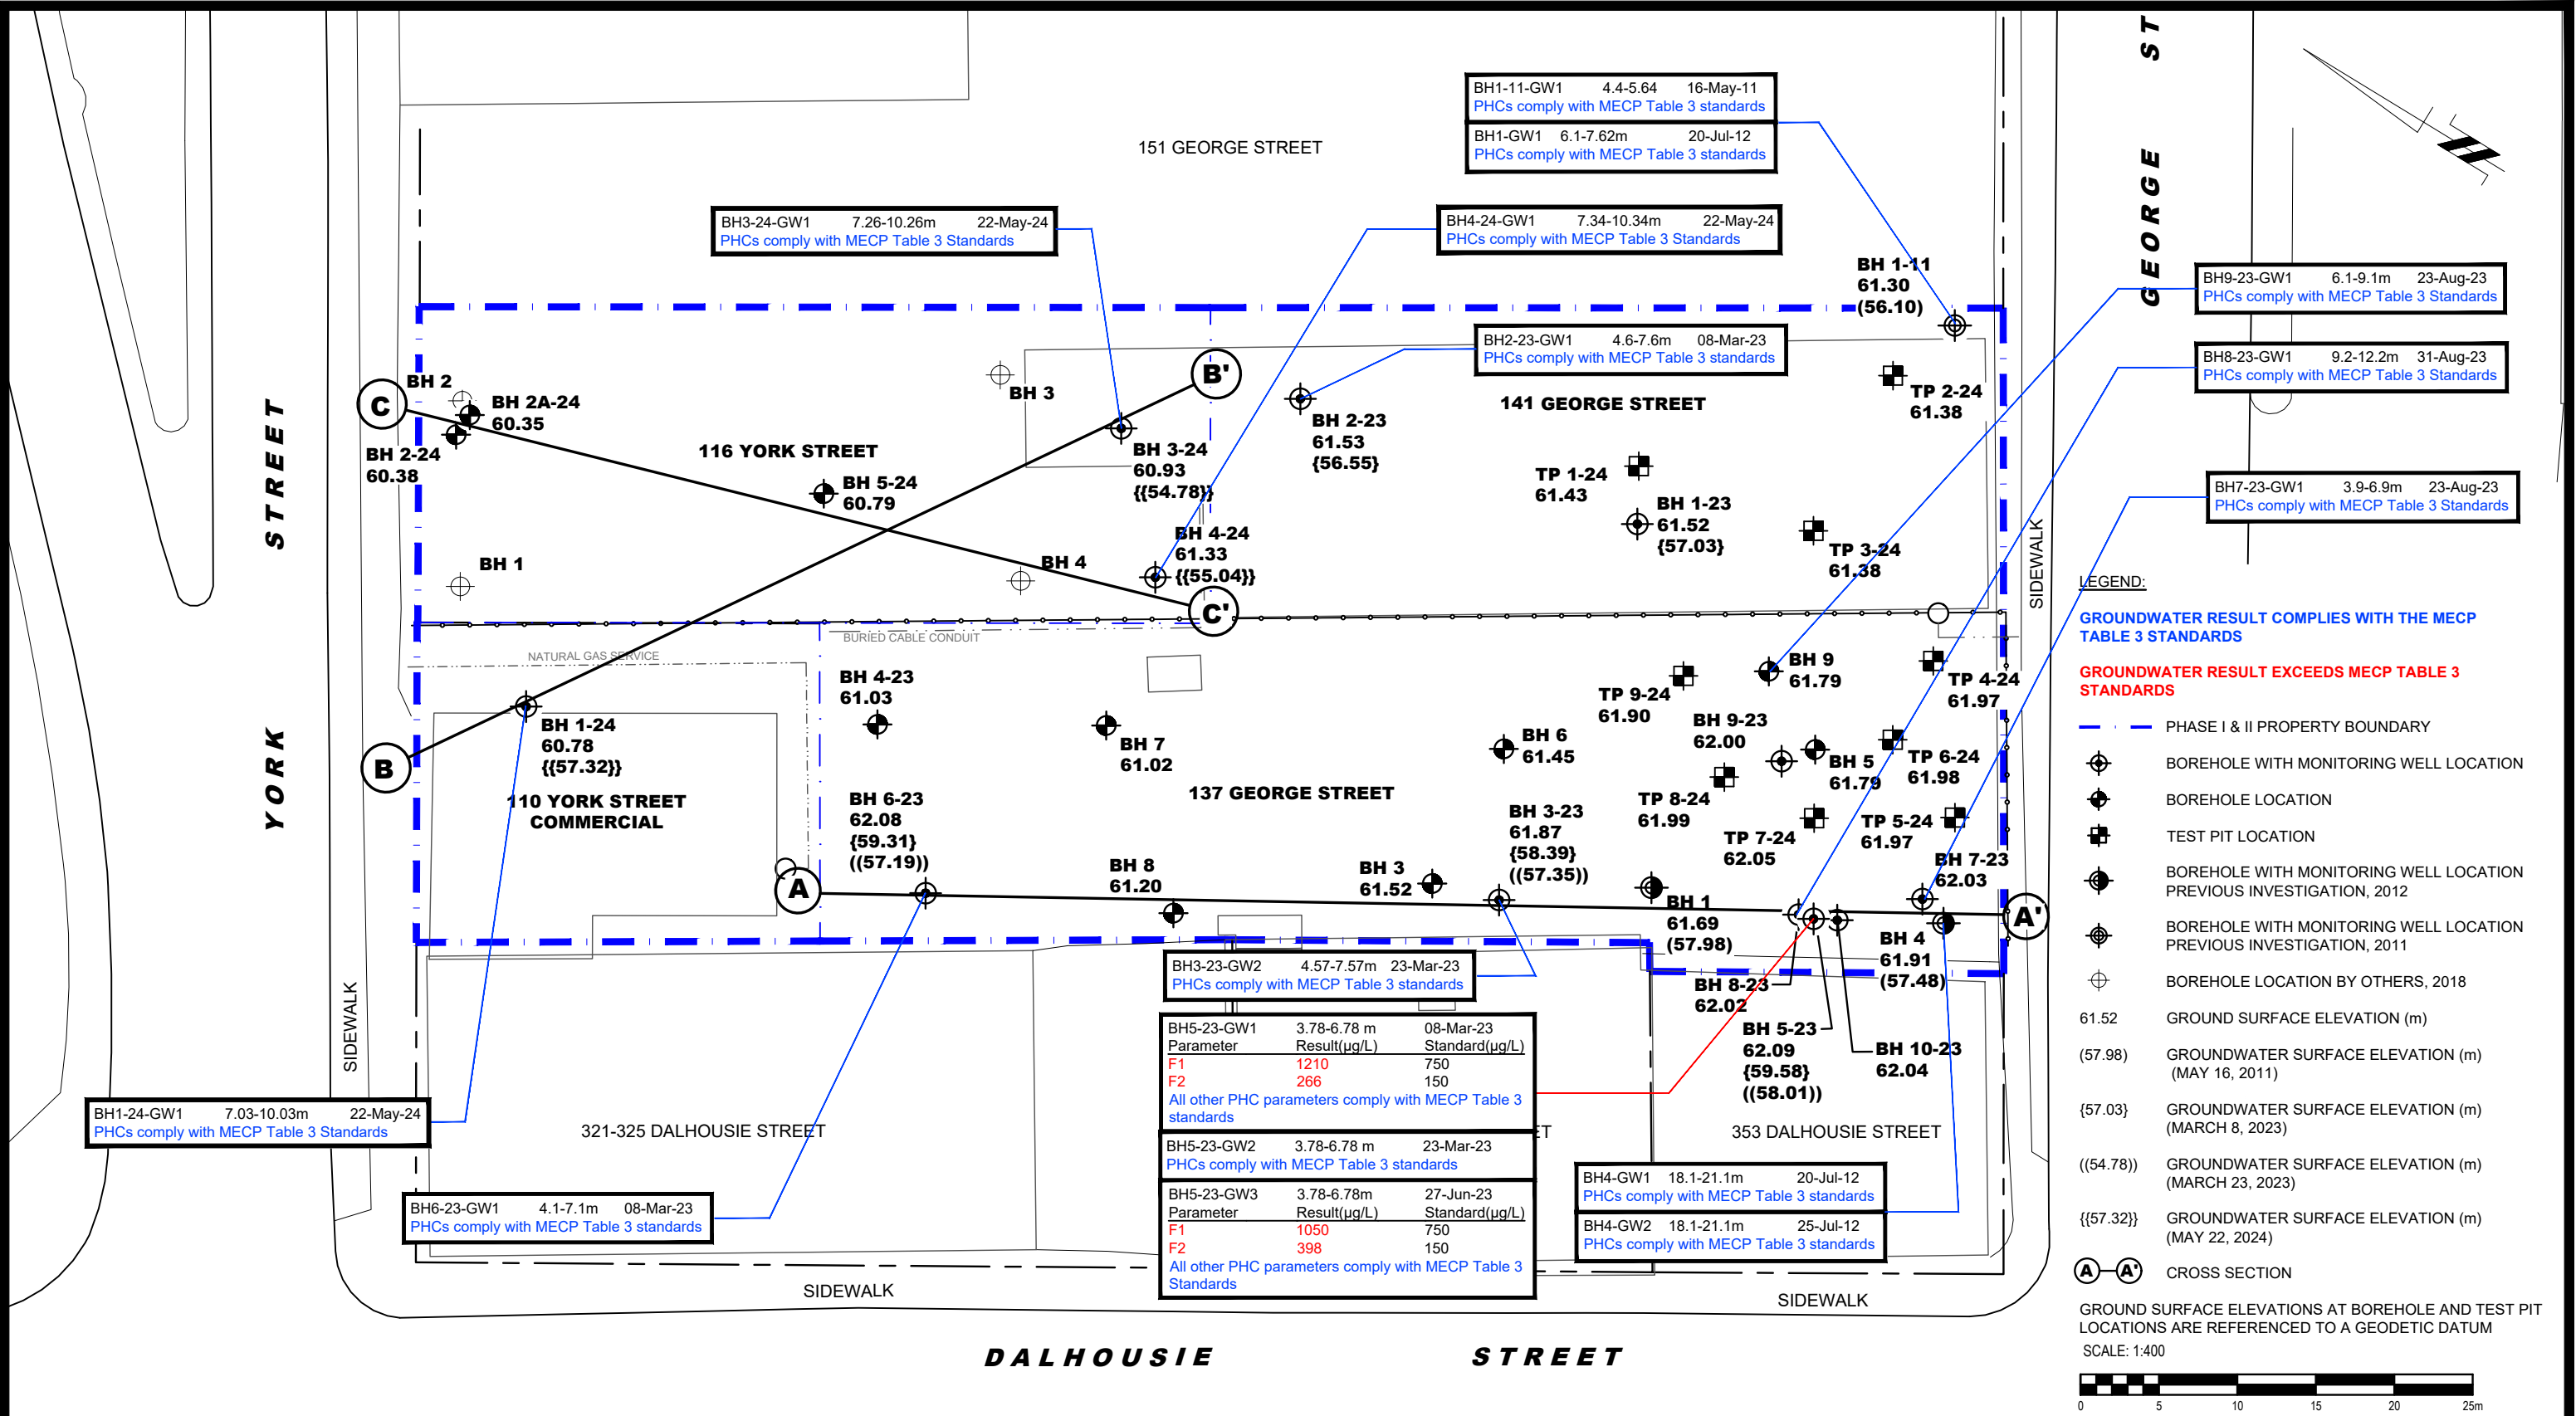 151 GEORGE STREET
BH1-11-GW1 4.4-5.64 16-May-11
PHCs comply with MECP Table 3 standards
BH1-GW1 6.1-7.62m 20-Jul-12
PHCs comply with MECP Table 3 standards
BH3-24-GW1 7.26-10.26m 22-May-24
PHCs comply with MECP Table 3 Standards
BH4-24-GW1 7.34-10.34m 22-May-24
PHCs comply with MECP Table 3 Standards
BH2-23-GW1 4.6-7.6m 08-Mar-23
PHCs comply with MECP Table 3 standards
BH9-23-GW1 6.1-9.1m 23-Aug-23
PHCs comply with MECP Table 3 Standards
BH8-23-GW1 9.2-12.2m 31-Aug-23
PHCs comply with MECP Table 3 Standards
BH7-23-GW1 3.9-6.9m 23-Aug-23
PHCs comply with MECP Table 3 Standards
GEORGE ST
YORK STREET
SIDEWALK
SIDEWALK
BH 1-11
61.30
(56.10)
C
BH 2
BH 2A-24
60.35
BH 2-24
60.38
116 YORK STREET
BH 5-24
60.79
BH 3
B'
BH 3-24
60.93
{{54.78}}
BH 2-23
61.53
{56.55}
141 GEORGE STREET
TP 2-24
61.38
TP 1-24
61.43
BH 1-23
61.52
{57.03}
TP 3-24
61.38
BH 1
BH 4
BH 4-24
61.33
{{55.04}}
C'
BURIED CABLE CONDUIT
NATURAL GAS SERVICE
B
BH 1-24
60.78
{{57.32}}
110 YORK STREET
COMMERCIAL
BH 4-23
61.03
BH 7
61.02
BH 6
61.45
137 GEORGE STREET
TP 9-24
61.90
BH 9
61.79
TP 4-24
61.97
BH 9-23
62.00
BH 5
61.79
TP 6-24
61.98
TP 8-24
61.99
TP 7-24
62.05
TP 5-24
61.97
BH 6-23
62.08
{59.31}
((57.19))
A
BH 8
61.20
BH 3
61.52
BH 3-23
61.87
{58.39}
((57.35))
BH 1
61.69
(57.98)
BH 7-23
62.03
A'
BH 4
61.91
(57.48)
BH 8-23
62.02
BH 5-23
62.09
{59.58}
((58.01))
BH 10-23
62.04
BH3-23-GW2 4.57-7.57m 23-Mar-23
PHCs comply with MECP Table 3 standards
BH5-23-GW1 3.78-6.78 m 08-Mar-23
Parameter Result(µg/L) Standard(µg/L)
F1 1210 750
F2 266 150
All other PHC parameters comply with MECP Table 3
standards
BH5-23-GW2 3.78-6.78 m 23-Mar-23
PHCs comply with MECP Table 3 standards
BH5-23-GW3 3.78-6.78m 27-Jun-23
Parameter Result(µg/L) Standard(µg/L)
F1 1050 750
F2 398 150
All other PHC parameters comply with MECP Table 3
Standards
BH1-24-GW1 7.03-10.03m 22-May-24
PHCs comply with MECP Table 3 Standards
BH6-23-GW1 4.1-7.1m 08-Mar-23
PHCs comply with MECP Table 3 standards
BH4-GW1 18.1-21.1m 20-Jul-12
PHCs comply with MECP Table 3 standards
BH4-GW2 18.1-21.1m 25-Jul-12
PHCs comply with MECP Table 3 standards
321-325 DALHOUSIE STREET
ET
353 DALHOUSIE STREET
SIDEWALK
SIDEWALK
DALHOUSIE STREET
LEGEND:
GROUNDWATER RESULT COMPLIES WITH THE MECP
TABLE 3 STANDARDS
GROUNDWATER RESULT EXCEEDS MECP TABLE 3
STANDARDS
PHASE I & II PROPERTY BOUNDARY
BOREHOLE WITH MONITORING WELL LOCATION
BOREHOLE LOCATION
TEST PIT LOCATION
BOREHOLE WITH MONITORING WELL LOCATION
PREVIOUS INVESTIGATION, 2012
BOREHOLE WITH MONITORING WELL LOCATION
PREVIOUS INVESTIGATION, 2011
BOREHOLE LOCATION BY OTHERS, 2018
61.52 GROUND SURFACE ELEVATION (m)
(57.98) GROUNDWATER SURFACE ELEVATION (m)
(MAY 16, 2011)
{57.03} GROUNDWATER SURFACE ELEVATION (m)
(MARCH 8, 2023)
((54.78)) GROUNDWATER SURFACE ELEVATION (m)
(MARCH 23, 2023)
{{57.32}} GROUNDWATER SURFACE ELEVATION (m)
(MAY 22, 2024)
A A' CROSS SECTION
GROUND SURFACE ELEVATIONS AT BOREHOLE AND TEST PIT
LOCATIONS ARE REFERENCED TO A GEODETIC DATUM
SCALE: 1:400
0 5 10 15 20 25m